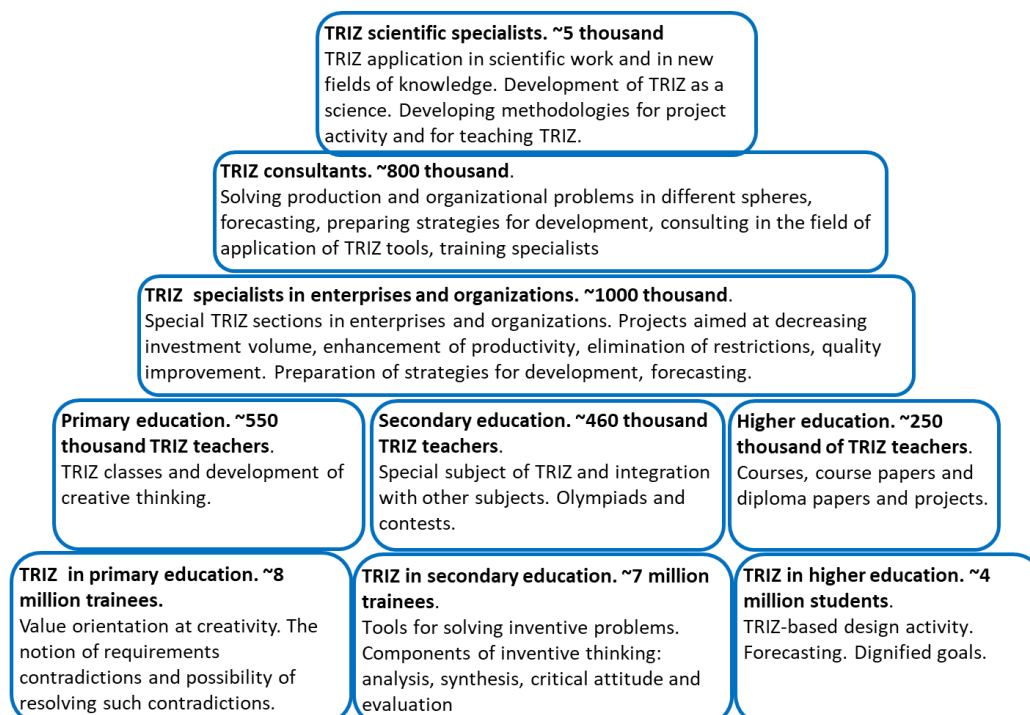 TRIZ scientific specialists. ~5 thousand
TRIZ application in scientific work and in new
fields of knowledge. Development of TRIZ as a
science. Developing methodologies for project
activity and for teaching TRIZ.
TRIZ consultants. ~800 thousand.
Solving production and organizational problems in different spheres,
forecasting, preparing strategies for development, consulting in the field of
application of TRIZ tools, training specialists
TRIZ specialists in enterprises and organizations. ~1000 thousand.
Special TRIZ sections in enterprises and organizations. Projects aimed at decreasing
investment volume, enhancement of productivity, elimination of restrictions, quality
improvement. Preparation of strategies for development, forecasting.
Primary education. ~550
thousand TRIZ teachers.
TRIZ classes and development of
creative thinking.
Secondary education. ~460 thousand
TRIZ teachers.
Special subject of TRIZ and integration
with other subjects. Olympiads and
contests.
Higher education. ~250
thousand of TRIZ teachers.
Courses, course papers and
diploma papers and projects.
TRIZ in primary education. ~8
million trainees.
Value orientation at creativity. The
notion of requirements
contradictions and possibility of
resolving such contradictions.
TRIZ in secondary education. ~7 million
trainees.
Tools for solving inventive problems.
Components of inventive thinking:
analysis, synthesis, critical attitude and
evaluation
TRIZ in higher education. ~4
million students.
TRIZ-based design activity.
Forecasting. Dignified goals.